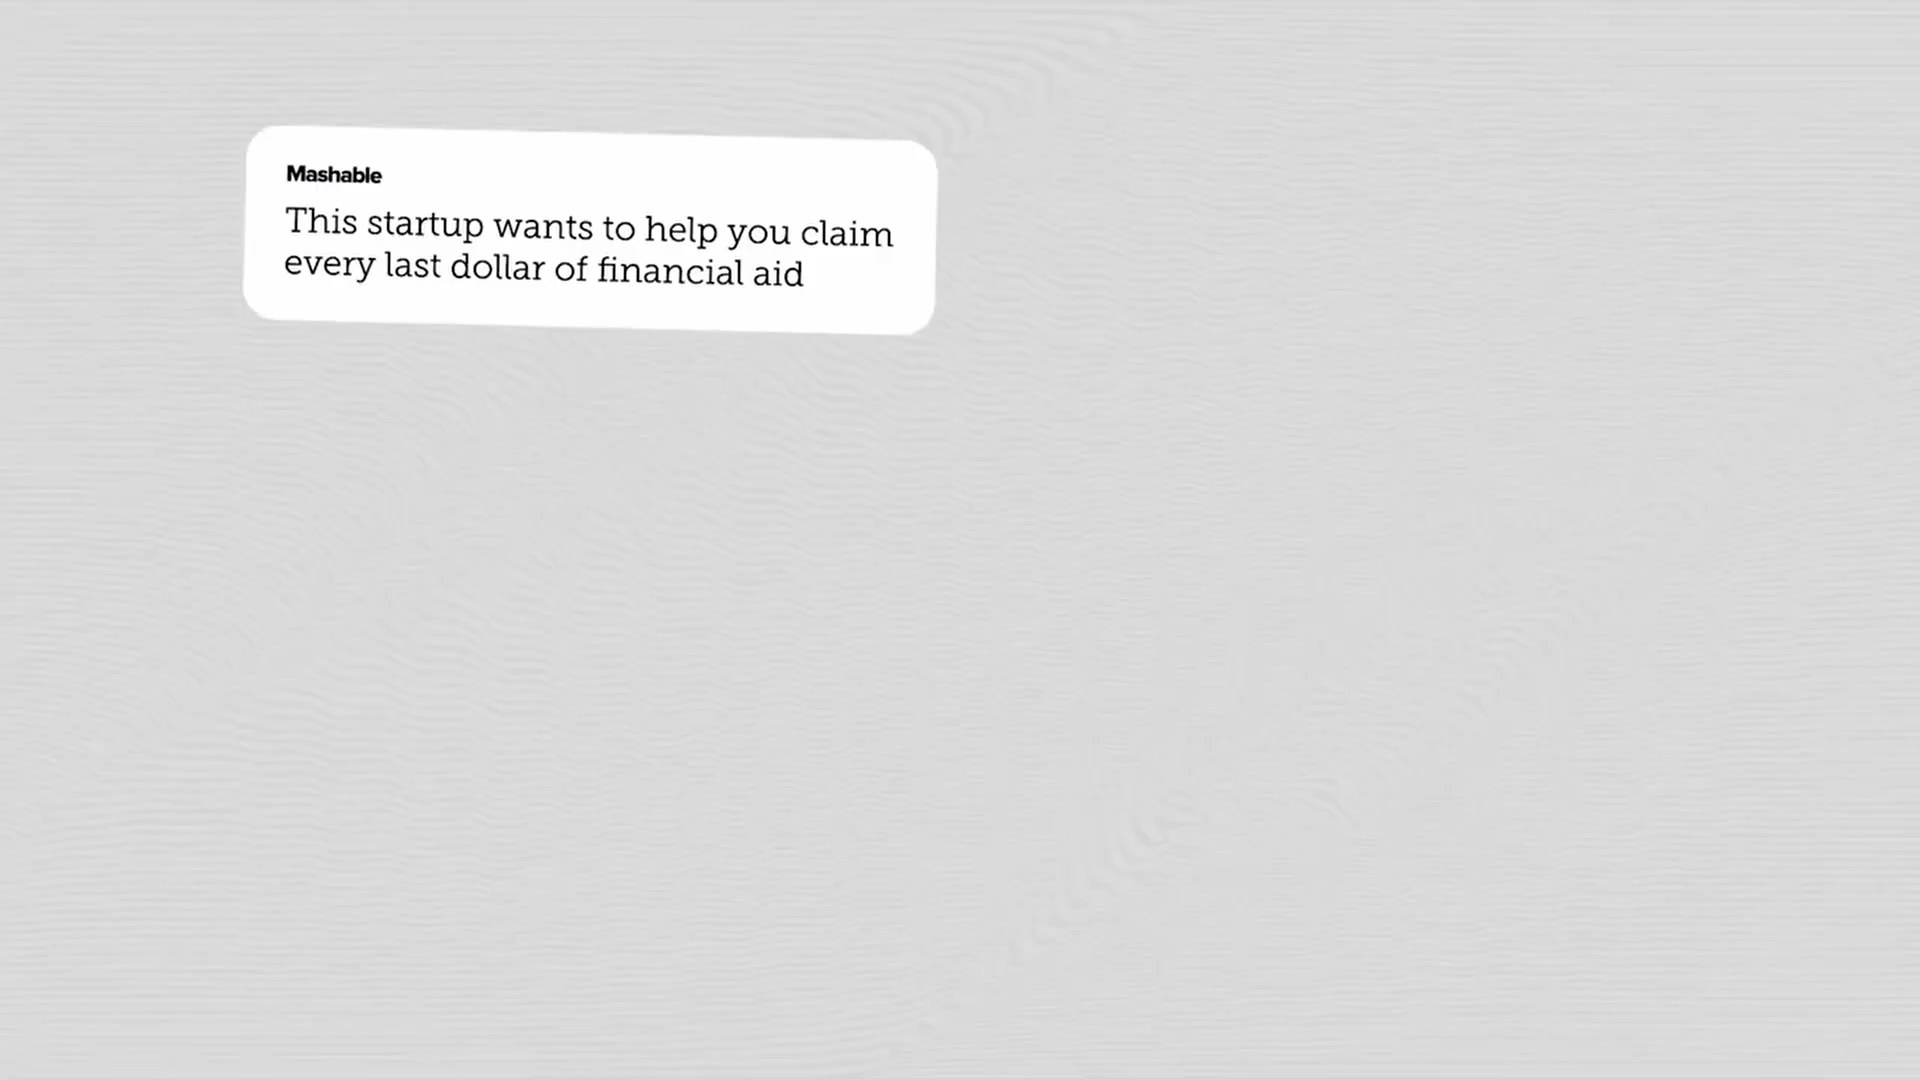 Mashable
This startup wants to help you claim
every last dollar of financial aid